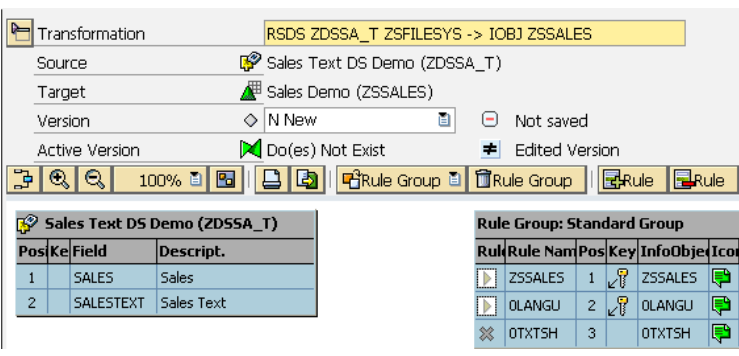 Transformation RSDS ZDSSA_T ZSFILESYS -> IOBJ ZSSALES
Source Sales Text DS Demo (ZDSSA_T)
Target Sales Demo (ZSSALES)
Version N New Not saved
Active Version Do(es) Not Exist Edited Version
100% Rule Group Rule Group Rule Rule
Sales Text DS Demo (ZDSSA_T) Rule Group: Standard Group
Posi Ke Field Descript. Rul Rule Nam Pos Key InfoObje Ico
1 SALES Sales ZSSALES 1 ZSSALES
2 SALESTEXT Sales Text 0LANGU 2 0LANGU
0TXTSH 3 0TXTSH